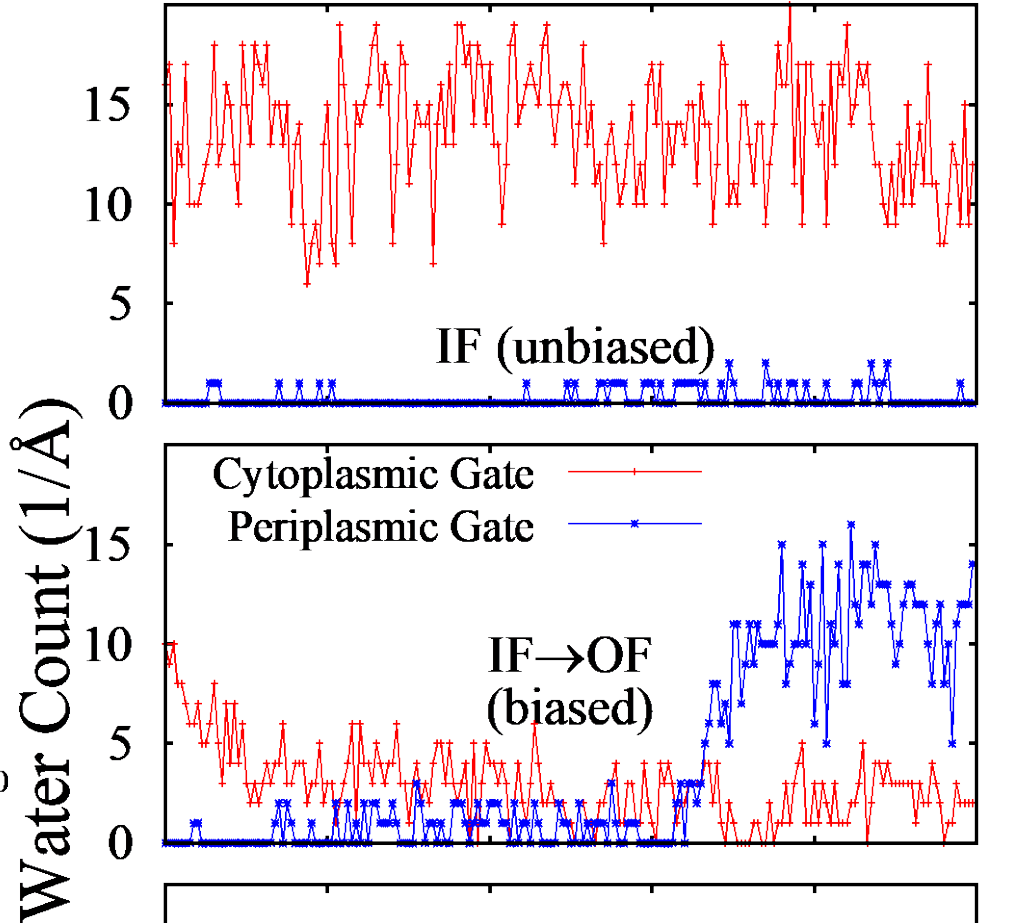 15
10
5
IF (unbiased)
0
Water Count (1/Å)
Cytoplasmic Gate
Periplasmic Gate
15
10
IF→OF
(biased)
5
0